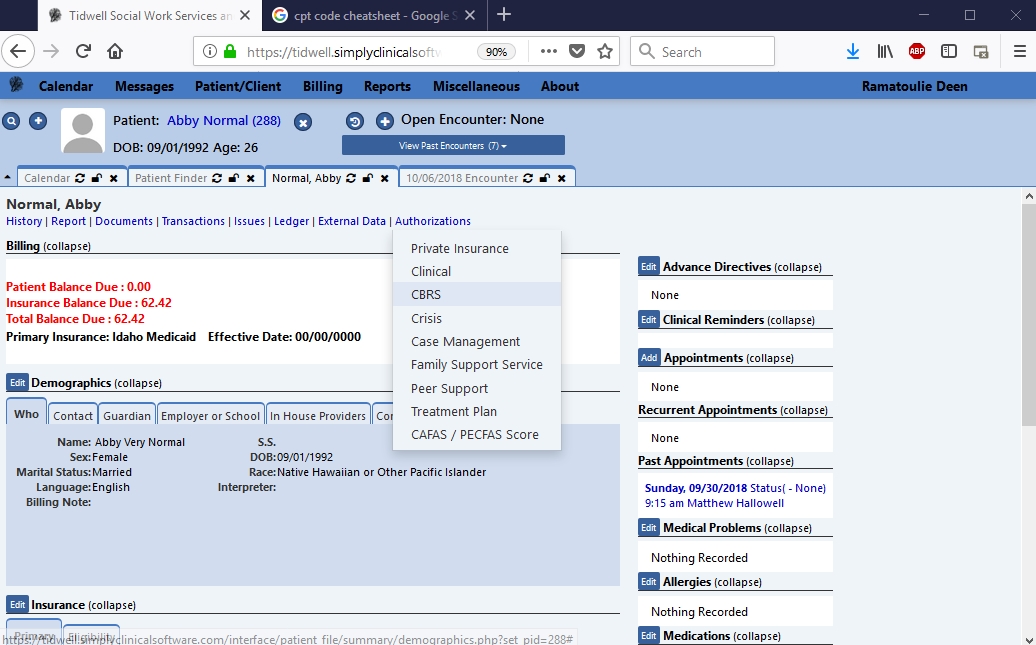 Tidwell Social Work Services an
cpt code cheatsheet - Google S
https://tidwell.simplyclinicalsoftw
90%
Search
ABP
Calendar Messages Patient/Client Billing Reports Miscellaneous About Ramatoulie Deen
Patient: Abby Normal (288)
DOB: 09/01/1992 Age: 26
Open Encounter: None
View Past Encounters (7)
Calendar Patient Finder Normal, Abby 10/06/2018 Encounter
Normal, Abby
History | Report | Documents | Transactions | Issues | Ledger | External Data | Authorizations
Billing (collapse)
Patient Balance Due : 0.00
Insurance Balance Due : 62.42
Total Balance Due : 62.42
Primary Insurance: Idaho Medicaid Effective Date: 00/00/0000
Private Insurance
Clinical
CBRS
Crisis
Case Management
Family Support Service
Peer Support
Treatment Plan
CAFAS / PECFAS Score
Edit Demographics (collapse)
Who Contact Guardian Employer or School In House Providers Con
Name: Abby Very Normal S.S.
Sex:Female DOB:09/01/1992
Marital Status:Married Race:Native Hawaiian or Other Pacific Islander
Language:English Interpreter:
Billing Note:
Edit Insurance (collapse)
Primary Eligibility
https://tidwell.simplyclinicalsoftware.com/interface/patient_file/summary/demographics.php?set_pid=288#
Edit Advance Directives (collapse)
None
Edit Clinical Reminders (collapse)
Add Appointments (collapse)
None
Recurrent Appointments (collapse)
None
Past Appointments (collapse)
Sunday, 09/30/2018 Status( - None)
9:15 am Matthew Hallowell
Edit Medical Problems (collapse)
Nothing Recorded
Edit Allergies (collapse)
Nothing Recorded
Edit Medications (collapse)